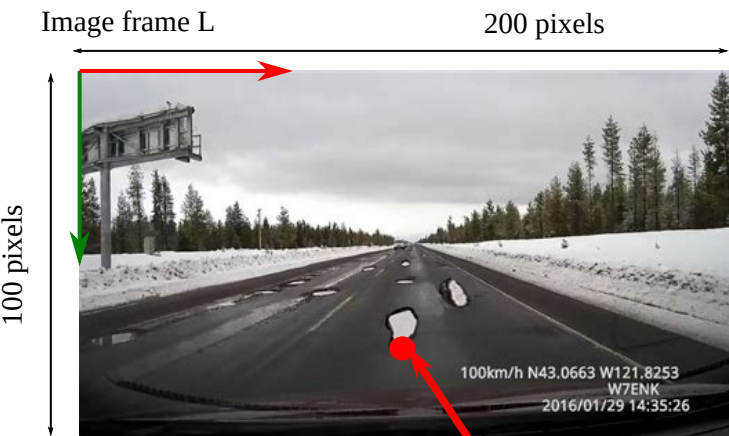 Image frame L
200 pixels
100 pixels
100km/h N43.0663 W121.8253
W7ENK
2016/01/29 14:35:26